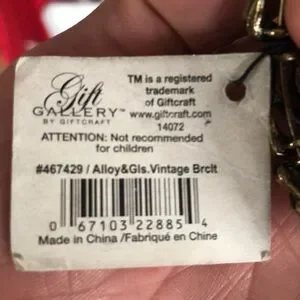 Gift
GALLERY™
BY GIFTCRAFT
TM is a registered
trademark
of Giftcraft
www.giftcraft.com
14072
ATTENTION: Not recommended
for children
#467429 / Alloy&Gls.Vintage Brclt
0 67103 22885 4
Made in China /Fabriqué en Chine